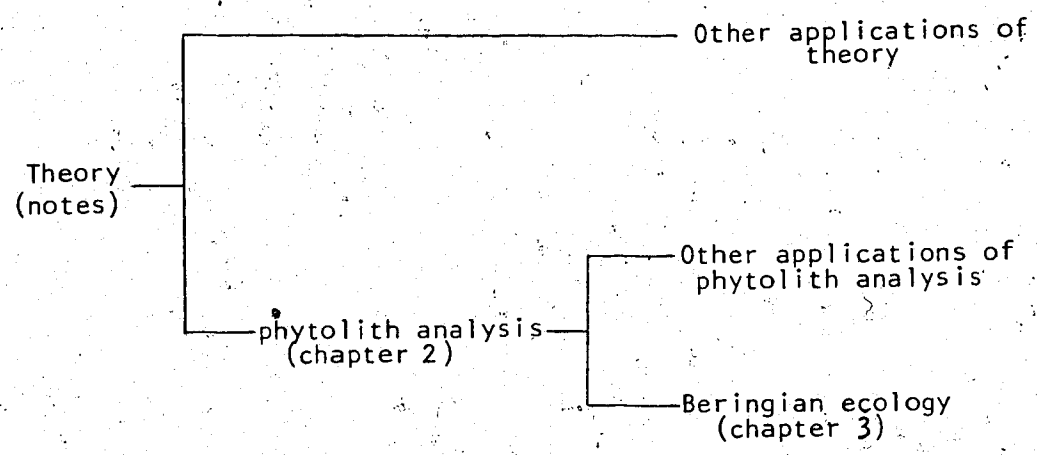 Other applications of
theory
Theory
(notes)
Other applications of
phytolith analysis
phytolith analysis
(chapter 2)
Beringian ecology
(chapter 3)